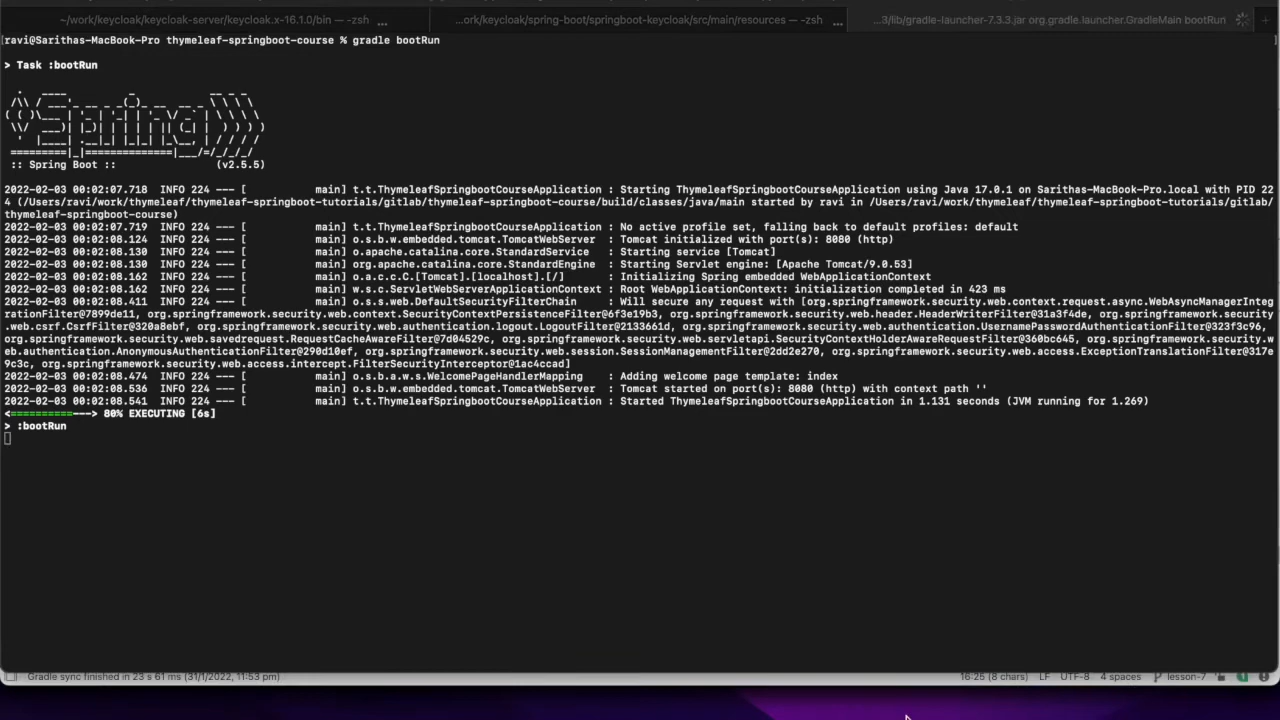 ~/work/keycloak/keycloak-server/keycloak.x-16.1.0/bin — -zsh ...
...ork/keycloak/spring-boot/springboot-keycloak/src/main/resources — -zsh ...
...3/lib/gradle-launcher-7.3.3.jar org.gradle.launcher.GradleMain bootRun
+
[ravi@Sarithas-MacBook-Pro thymeleaf-springboot-course % gradle bootRun ]
> Task :bootRun
Spring
:: Spring Boot :: (v2.5.5)
2022-02-03 00:02:07.718 INFO 224 --- [ main] t.t.ThymeleafSpringbootCourseApplication : Starting ThymeleafSpringbootCourseApplication using Java 17.0.1 on Sarithas-MacBook-Pro.local with PID 22
4 (/Users/ravi/work/thymeleaf/thymeleaf-springboot-tutorials/gitlab/thymeleaf-springboot-course/build/classes/java/main started by ravi in /Users/ravi/work/thymeleaf/thymeleaf-springboot-tutorials/gitlab/
thymeleaf-springboot-course)
2022-02-03 00:02:07.719 INFO 224 --- [ main] t.t.ThymeleafSpringbootCourseApplication : No active profile set, falling back to default profiles: default
2022-02-03 00:02:08.124 INFO 224 --- [ main] o.s.b.w.embedded.tomcat.TomcatWebServer : Tomcat initialized with port(s): 8080 (http)
2022-02-03 00:02:08.130 INFO 224 --- [ main] o.apache.catalina.core.StandardService : Starting service [Tomcat]
2022-02-03 00:02:08.130 INFO 224 --- [ main] org.apache.catalina.core.StandardEngine : Starting Servlet engine: [Apache Tomcat/9.0.53]
2022-02-03 00:02:08.162 INFO 224 --- [ main] o.a.c.c.C.[Tomcat].[localhost].[/] : Initializing Spring embedded WebApplicationContext
2022-02-03 00:02:08.162 INFO 224 --- [ main] w.s.c.ServletWebServerApplicationContext : Root WebApplicationContext: initialization completed in 423 ms
2022-02-03 00:02:08.411 INFO 224 --- [ main] o.s.s.web.DefaultSecurityFilterChain : Will secure any request with [org.springframework.security.web.context.request.async.WebAsyncManagerInteg
rationFilter@7899de11, org.springframework.security.web.context.SecurityContextPersistenceFilter@6f3e19b3, org.springframework.security.web.header.HeaderWriterFilter@31a3f4de, org.springframework.security
.web.csrf.CsrfFilter@320a8ebf, org.springframework.security.web.authentication.logout.LogoutFilter@2133661d, org.springframework.security.web.authentication.UsernamePasswordAuthenticationFilter@323f3c96,
org.springframework.security.web.savedrequest.RequestCacheAwareFilter@7d04529c, org.springframework.security.web.servletapi.SecurityContextHolderAwareRequestFilter@360bc645, org.springframework.security.w
eb.authentication.AnonymousAuthenticationFilter@290d10ef, org.springframework.security.web.session.SessionManagementFilter@2dd2e270, org.springframework.security.web.access.ExceptionTranslationFilter@317e
9c3c, org.springframework.security.web.access.intercept.FilterSecurityInterceptor@1ac4ccad]
2022-02-03 00:02:08.474 INFO 224 --- [ main] o.s.b.a.w.s.WelcomePageHandlerMapping : Adding welcome page template: index
2022-02-03 00:02:08.536 INFO 224 --- [ main] o.s.b.w.embedded.tomcat.TomcatWebServer : Tomcat started on port(s): 8080 (http) with context path ''
2022-02-03 00:02:08.541 INFO 224 --- [ main] t.t.ThymeleafSpringbootCourseApplication : Started ThymeleafSpringbootCourseApplication in 1.131 seconds (JVM running for 1.269)
<==========---> 80% EXECUTING [6s]
> :bootRun
Gradle sync finished in 23 s 61 ms (31/1/2022, 11:53 pm) 16:25 (8 chars) LF UTF-8 4 spaces lesson-7